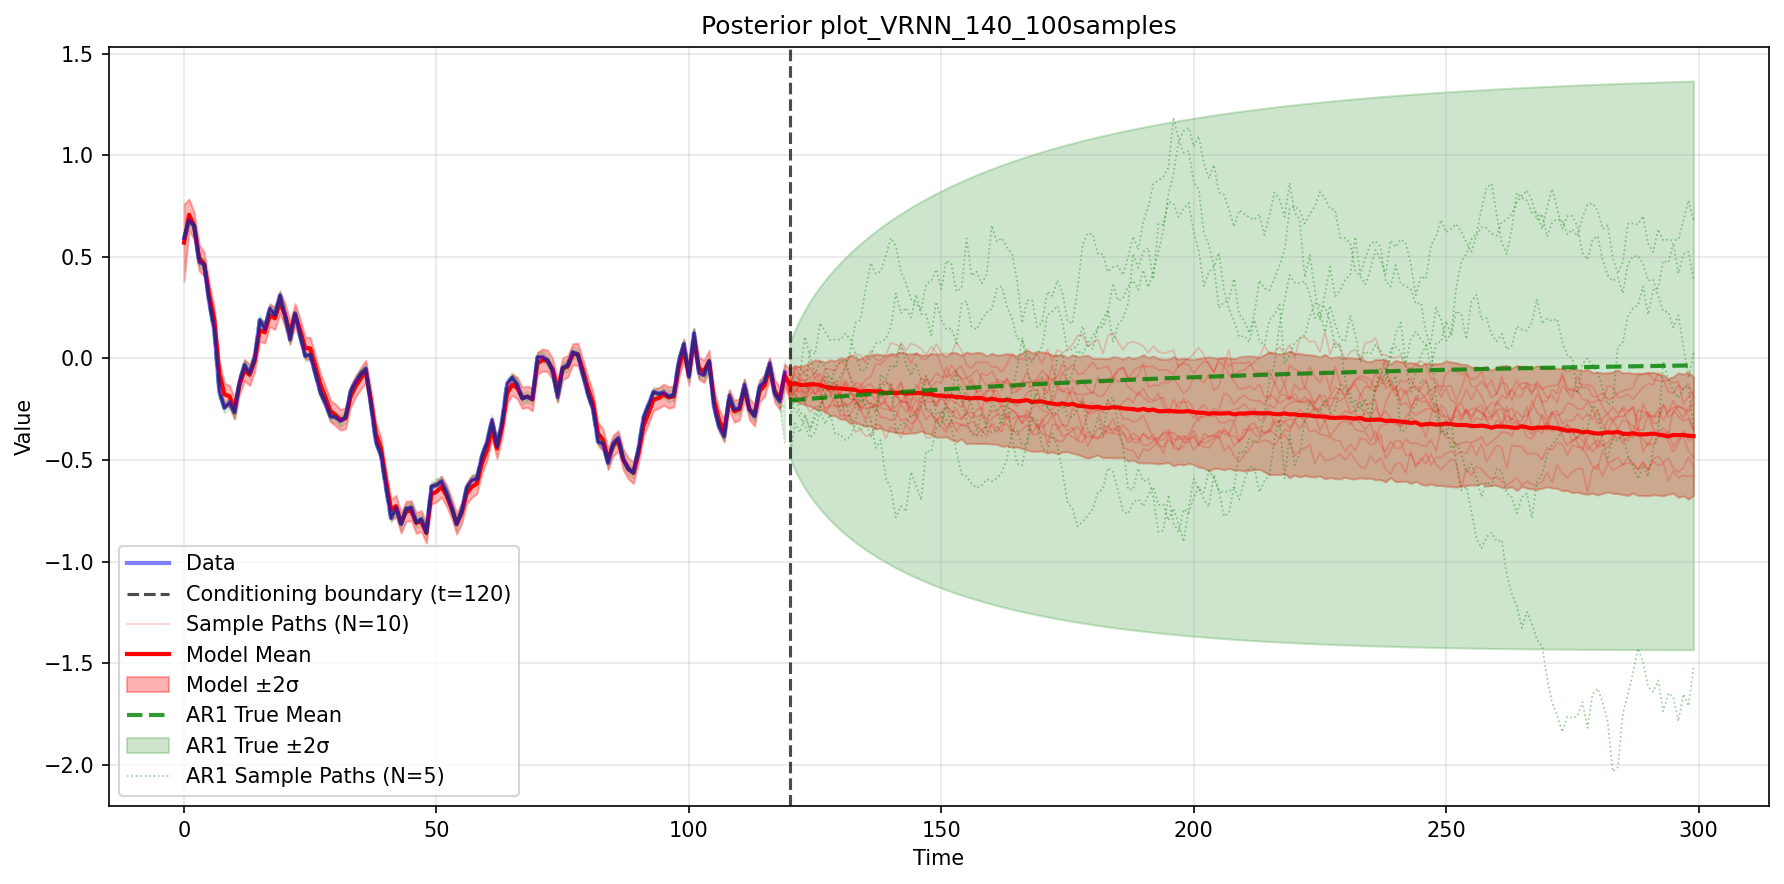 Posterior plot_VRNN_140_100samples
Value
1.5
1.0
0.5
0.0
−0.5
−1.0
−1.5
−2.0
Data
Conditioning boundary (t=120)
Sample Paths (N=10)
Model Mean
Model ±2σ
AR1 True Mean
AR1 True ±2σ
AR1 Sample Paths (N=5)
0 50 100 150 200 250 300
Time